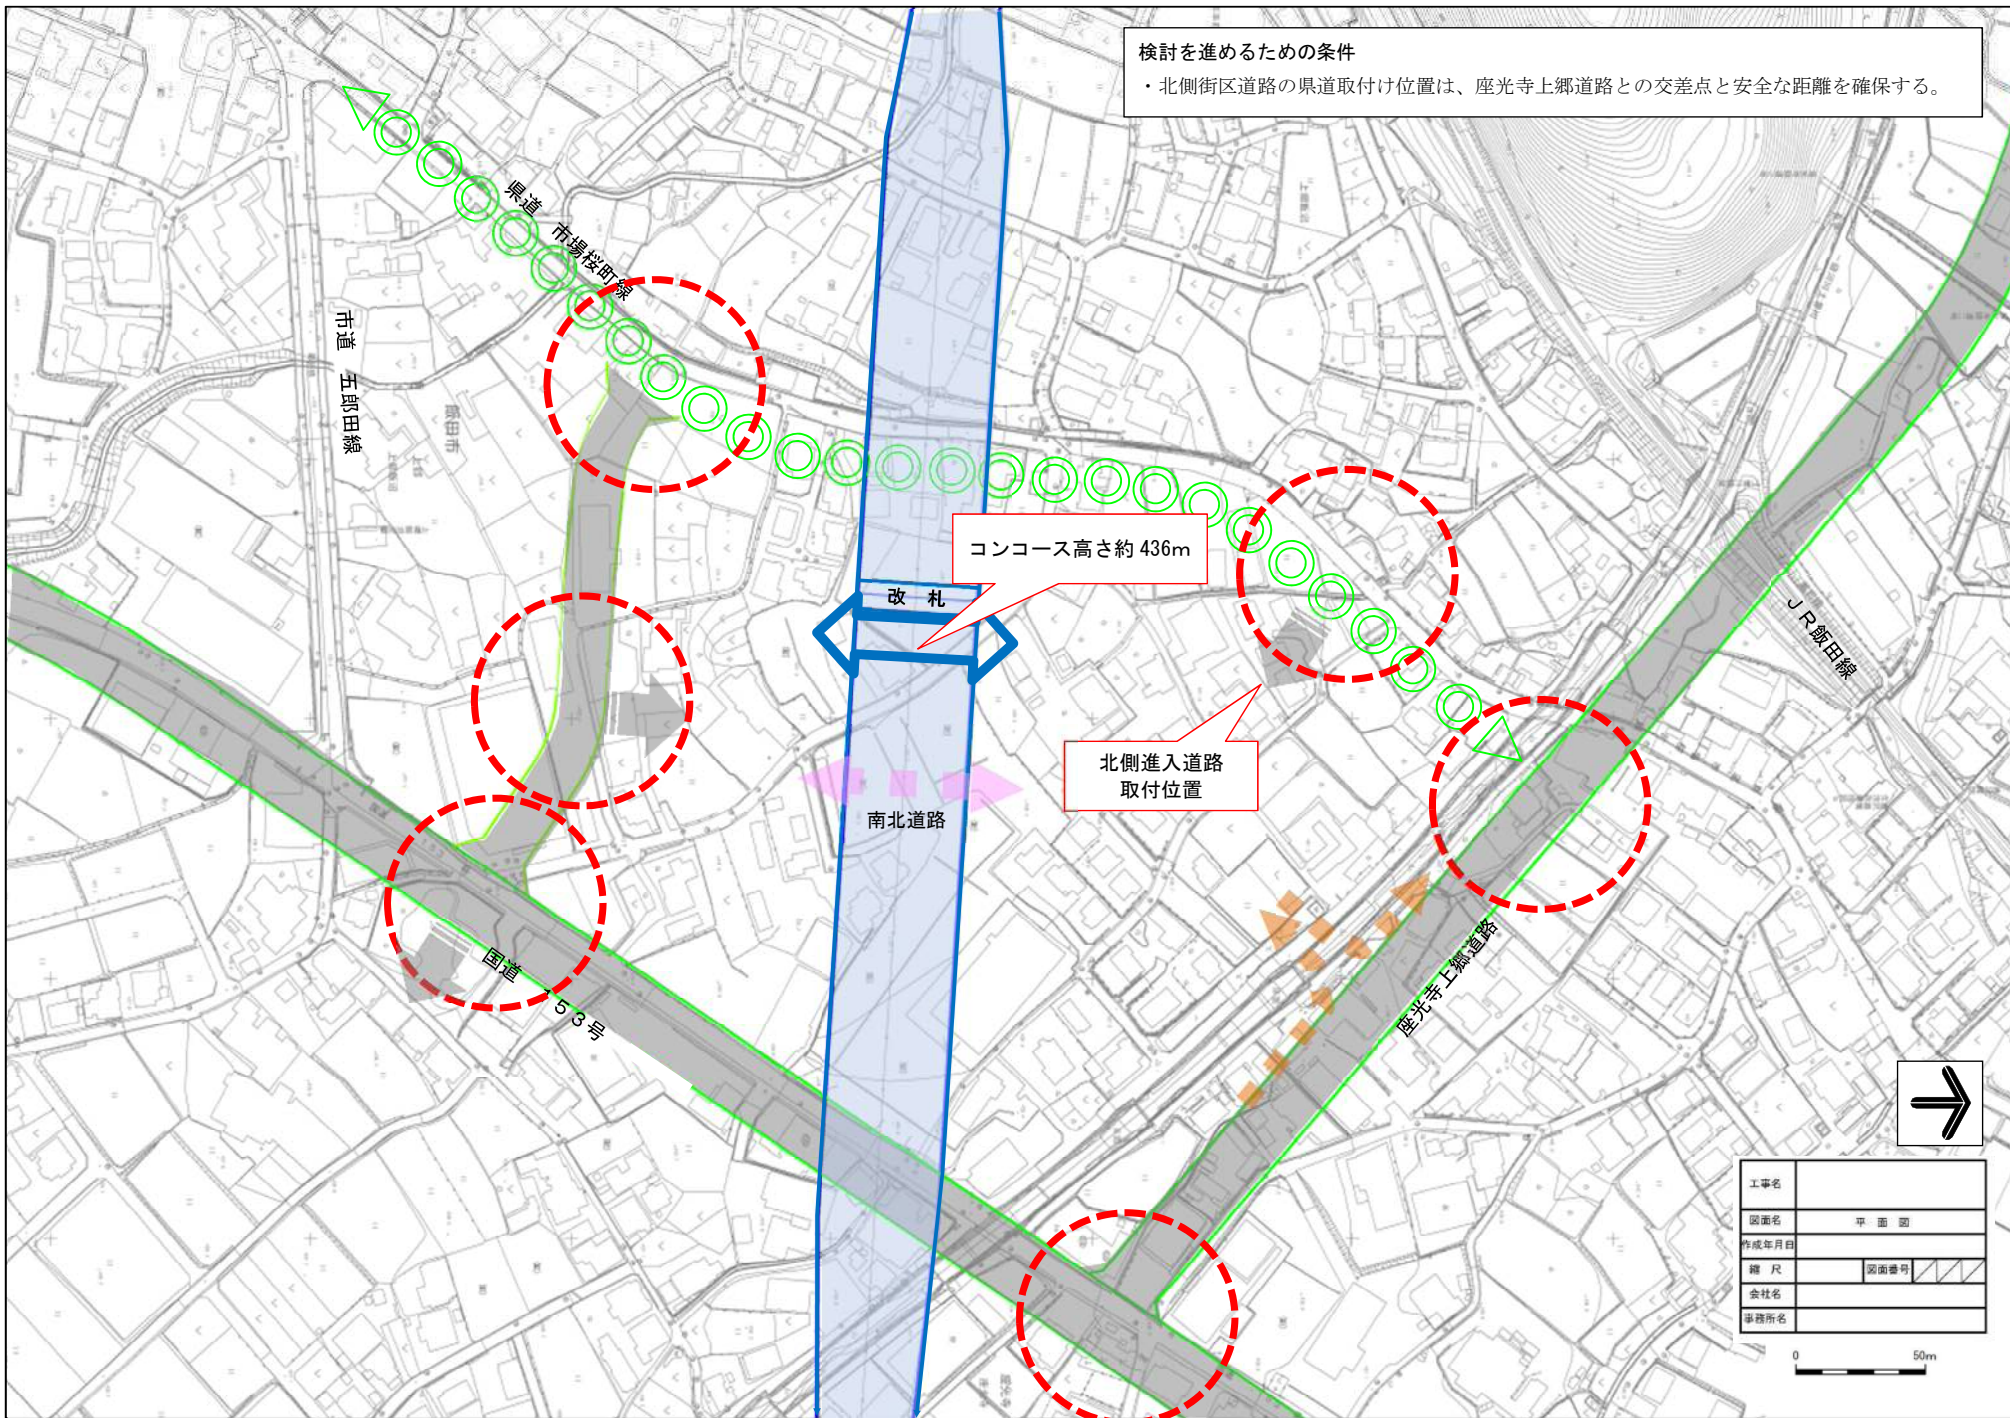 検討を進めるための条件
・北側街区道路の県道取付け位置は、座光寺上郷道路との交差点と安全な距離を確保する。
県道 市場桜町線
市道 五郎田線
飯田市
コンコース高さ約 436m
改 札
JR飯田線
北側進入道路
取付位置
南北道路
座光寺上郷道路
国道 153号
工事名
図面名 平 面 図
作成年月日
縮 尺 図面番号
会社名
事務所名
0 50m